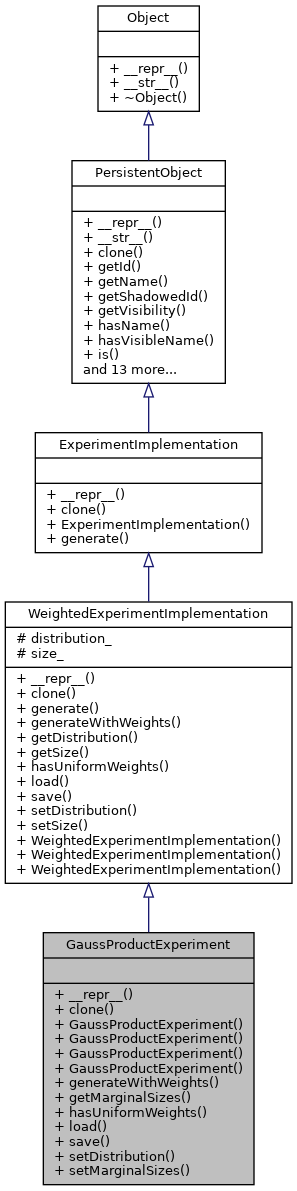 Object
+ __repr__()
+ __str__()
+ ~Object()
PersistentObject
+ __repr__()
+ __str__()
+ clone()
+ getId()
+ getName()
+ getShadowedId()
+ getVisibility()
+ hasName()
+ hasVisibleName()
+ is()
and 13 more...
ExperimentImplementation
+ __repr__()
+ clone()
+ ExperimentImplementation()
+ generate()
WeightedExperimentImplementation
# distribution_
# size_
+ __repr__()
+ clone()
+ generate()
+ generateWithWeights()
+ getDistribution()
+ getSize()
+ hasUniformWeights()
+ load()
+ save()
+ setDistribution()
+ setSize()
+ WeightedExperimentImplementation()
+ WeightedExperimentImplementation()
+ WeightedExperimentImplementation()
GaussProductExperiment
+ __repr__()
+ clone()
+ GaussProductExperiment()
+ GaussProductExperiment()
+ GaussProductExperiment()
+ GaussProductExperiment()
+ generateWithWeights()
+ getMarginalSizes()
+ hasUniformWeights()
+ load()
+ save()
+ setDistribution()
+ setMarginalSizes()